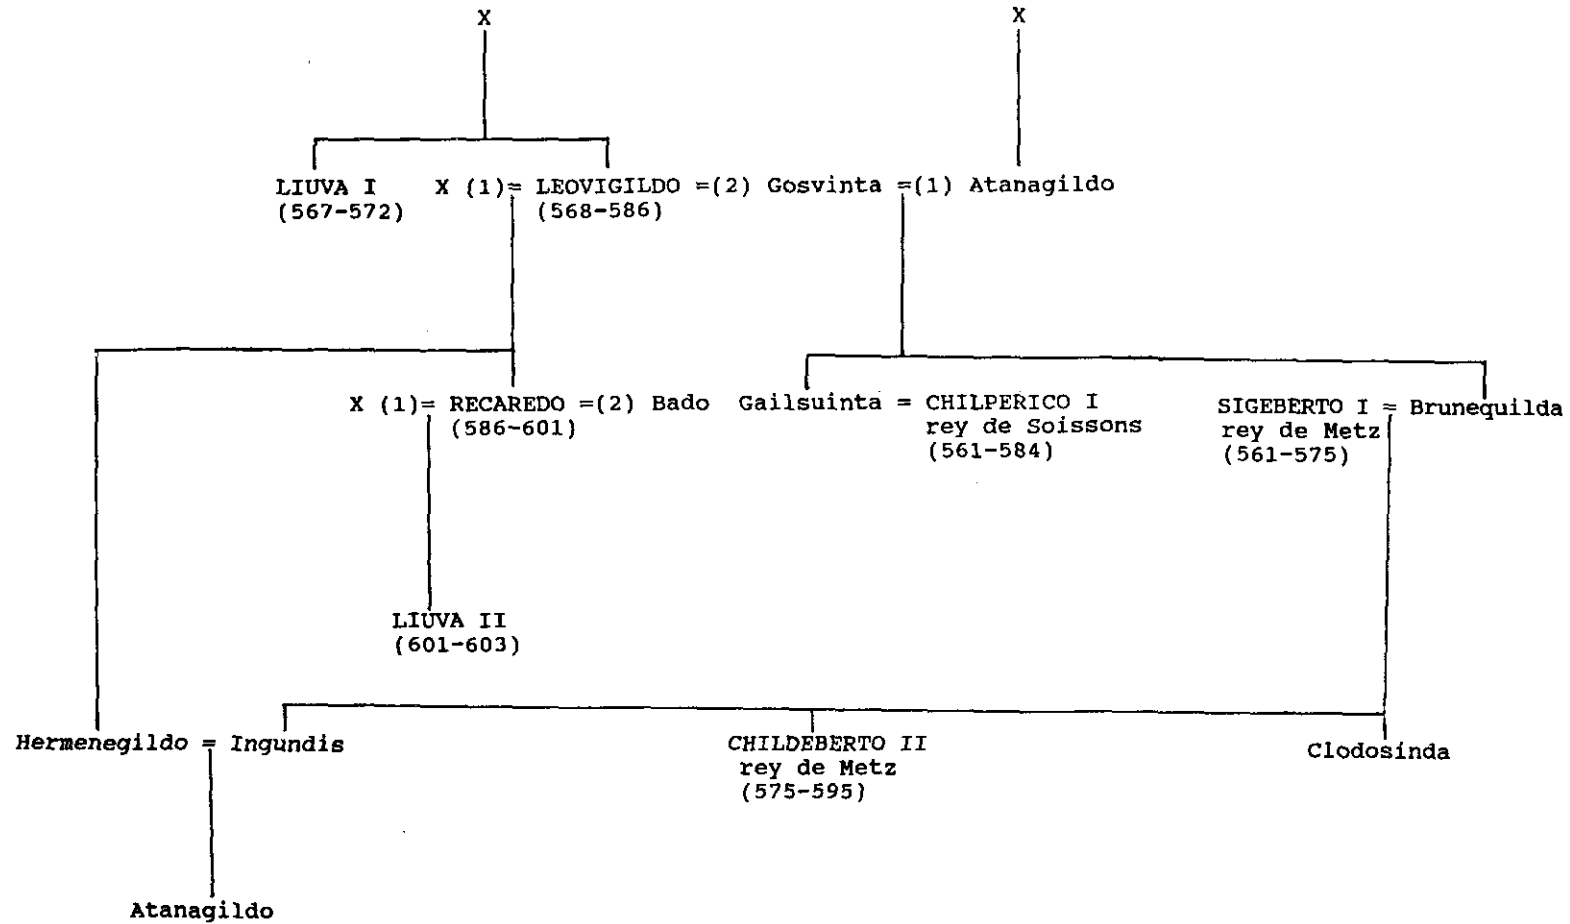 X X
LIUVA I X (1)= LEOVIGILDO =(2) Gosvinta =(1) Atanagildo
(567-572) (568-586)
X (1)= RECAREDO =(2) Bado Gailsuinta = CHILPERICO I SIGEBERTO I = Brunequilda
(586-601) rey de Soissons rey de Metz
(561-584) (561-575)
LIUVA II
(601-603)
Hermenegildo = Ingundis CHILDEBERTO II Clodosinda
rey de Metz
(575-595)
Atanagildo